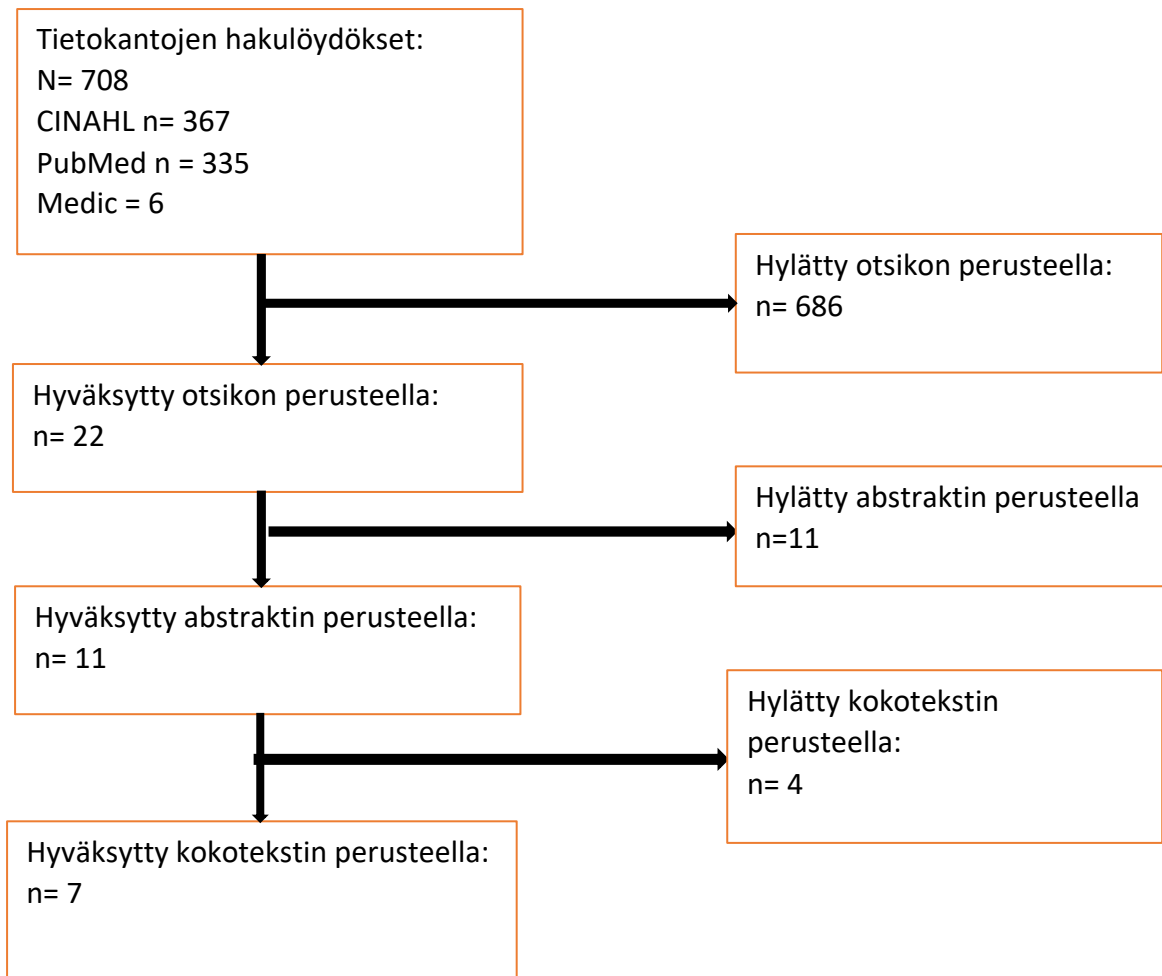 Tietokantojen hakulöydökset:
N= 708
CINAHL n= 367
PubMed n = 335
Medic = 6
Hylätty otsikon perusteella:
n= 686
Hyväksytty otsikon perusteella:
n= 22
Hylätty abstraktin perusteella
n=11
Hyväksytty abstraktin perusteella:
n= 11
Hylätty kokotekstin
perusteella:
n= 4
Hyväksytty kokotekstin perusteella:
n= 7